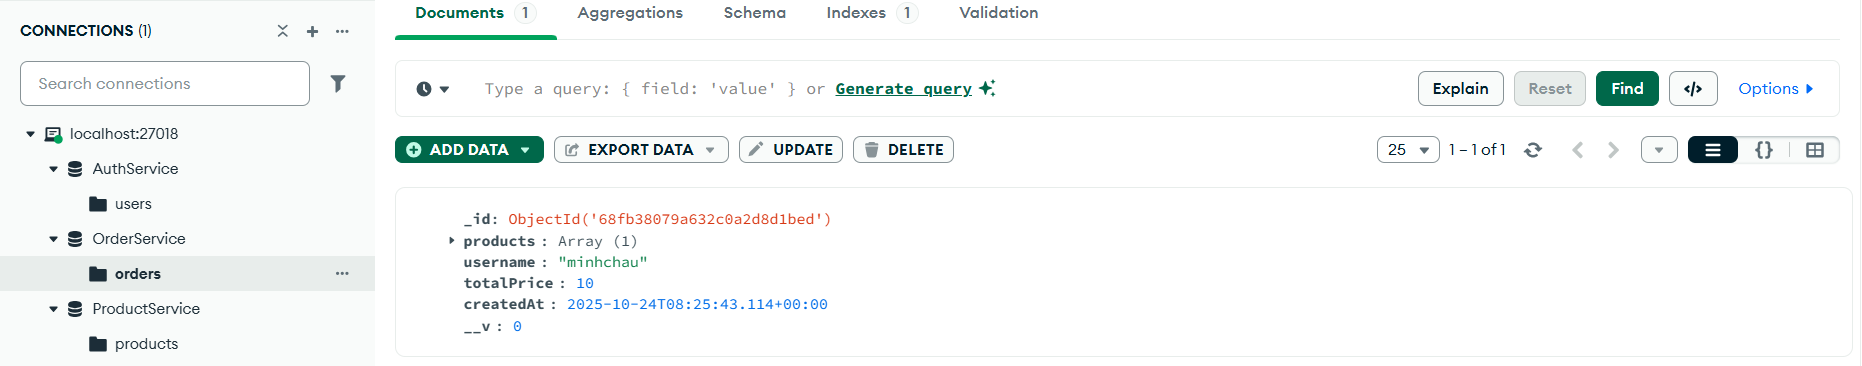 CONNECTIONS (1)
Search connections
localhost:27018
AuthService
users
OrderService
orders
ProductService
products
Documents 1 Aggregations Schema Indexes 1 Validation
Type a query: { field: 'value' } or Generate query
Explain Reset Find </> Options
ADD DATA EXPORT DATA UPDATE DELETE 25 1 – 1 of 1 {}
_id: ObjectId('68fb38079a632c0a2d8d1bed')
products : Array (1)
username : "minhchau"
totalPrice : 10
createdAt : 2025-10-24T08:25:43.114+00:00
__v : 0